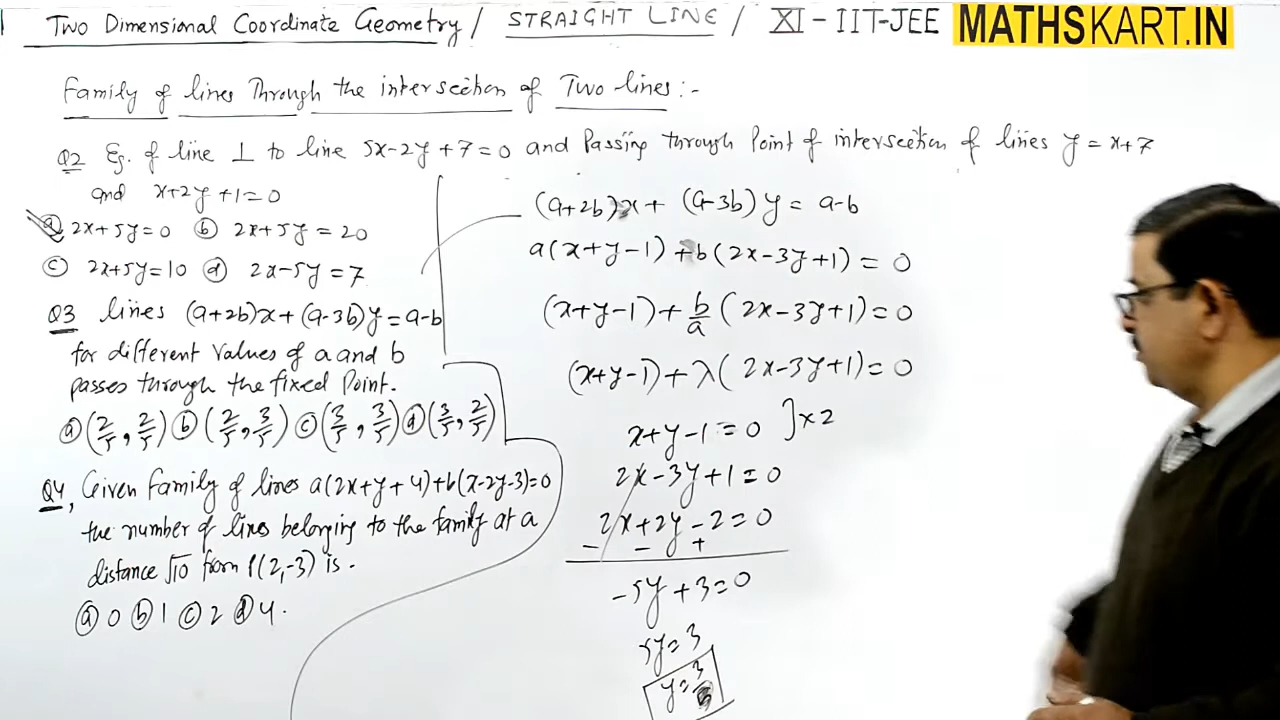 Two Dimensional Coordinate Geometry / STRAIGHT LINE / XI - IIT-JEE MATHSKART.IN
Family of lines Through the intersection of Two lines:-
Q2 Eq. of line ⊥ to line 5x-2y+7=0 and Passing through Point of intersection of lines y=x+7
and x+2y+1=0
ⓐ 2x+5y=0 ⓑ 2x+5y=20
ⓒ 2x+5y=10 ⓓ 2x-5y=7
Q3 lines (a+2b)x+(a-3b)y=a-b
for different values of a and b
passes through the fixed Point.
ⓐ (2/5, 2/5) ⓑ (2/5, 3/5) ⓒ (3/5, 3/5) ⓓ (3/5, 2/5)
Q4, Given Family of lines a(2x+y+4)+b(x-2y-3)=0
the number of lines belonging to the family at a
distance √10 from P(2,-3) is.
ⓐ 0 ⓑ 1 ⓒ 2 ⓓ 4.
(a+2b)x+(a-3b)y=a-b
a(x+y-1)+b(2x-3y+1)=0
(x+y-1)+b/a(2x-3y+1)=0
(x+y-1)+λ(2x-3y+1)=0
x+y-1=0 ]×2
2x-3y+1=0
2x+2y-2=0
- - +
-5y+3=0
5y=3
y=3/5